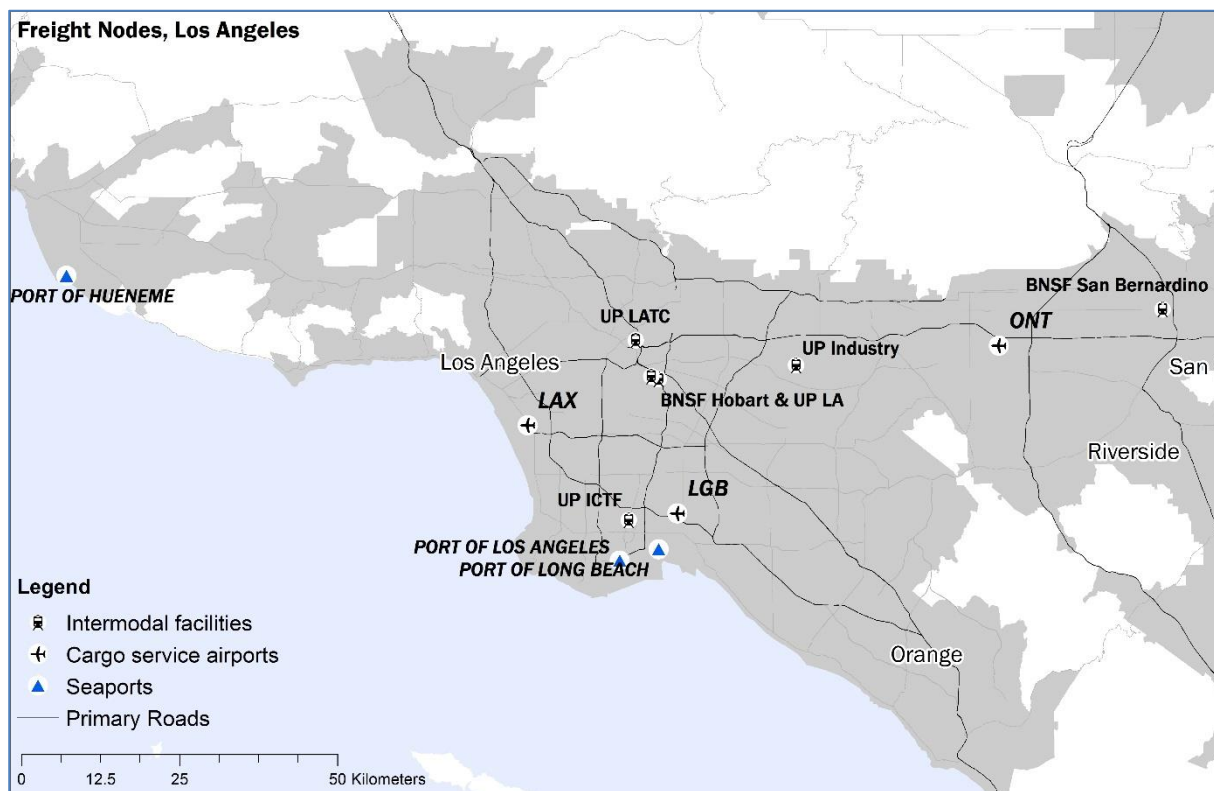 Freight Nodes, Los Angeles
PORT OF HUENEME
BNSF San Bernardino
UP LATC
ONT
UP Industry
Los Angeles
San
BNSF Hobart & UP LA
LAX
Riverside
LGB
UP ICTF
PORT OF LOS ANGELES
PORT OF LONG BEACH
Orange
Legend
Intermodal facilities
Cargo service airports
Seaports
Primary Roads
0 12.5 25 50 Kilometers